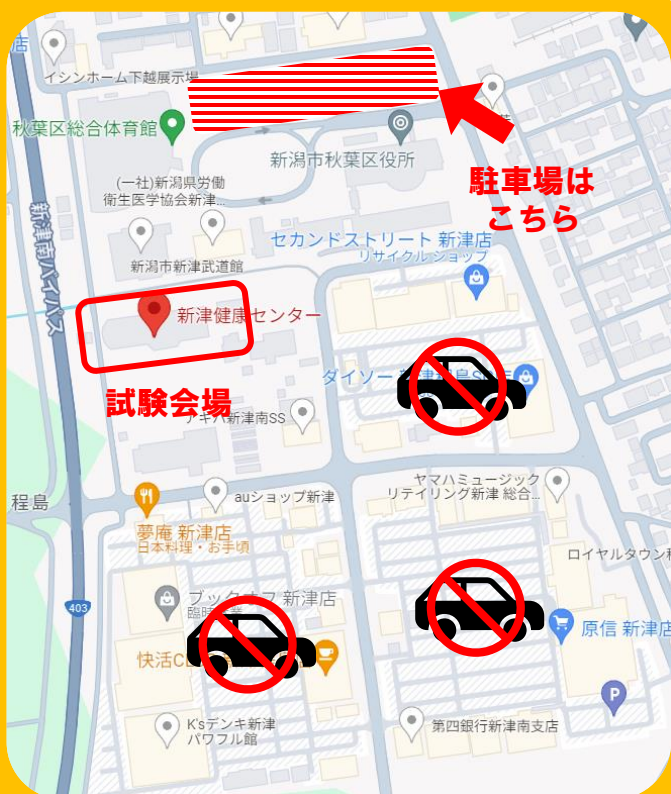 店
イシンホーム下越展示場
秋葉区総合体育館
新潟市秋葉区役所
駐車場は
こちら
(一社)新潟県労働
衛生医学協会新津...
新潟市新津武道館
セカンドストリート 新津店
リサイクル ショップ
新津南バイパス
新津健康センター
試験会場
ダイソー
アキバ新津南SS
ヤマハミュージック
リテイリング新津 総合...
程島
auショップ新津
夢庵 新津店
日本料理・お手頃
ロイヤルタウン
403
ブックオフ 新津店
原信 新津店
快活C
P
K'sデンキ新津
パワフル館
第四銀行新津南支店